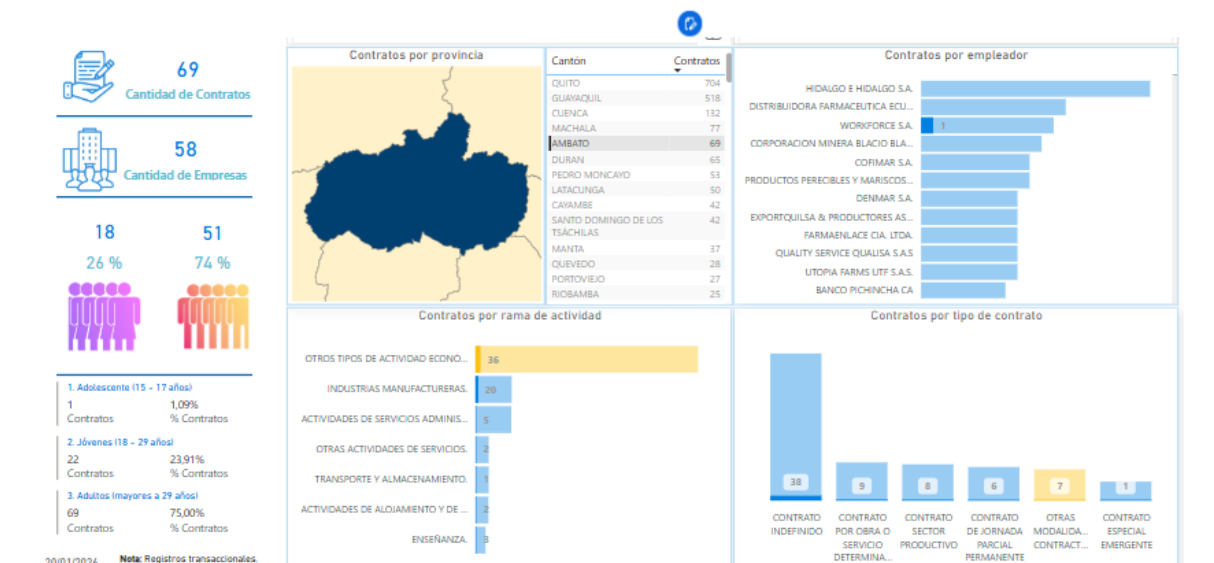 69
Cantidad de Contratos
58
Cantidad de Empresas
18
51
26 %
74 %
1. Adolescente (15 - 17 años)
1
1,09%
Contratos
% Contratos
2. Jóvenes (18 - 29 años)
22
23,91%
Contratos
% Contratos
3. Adultos (mayores a 29 años)
69
75,00%
Contratos
% Contratos
20/01/2026
Nota: Registros transaccionales.
Contratos por provincia
Cantón Contratos
QUITO 704
GUAYAQUIL 518
CUENCA 132
MACHALA 77
AMBATO 69
DURAN 65
PEDRO MONCAYO 53
LATACUNGA 50
CAYAMBE 42
SANTO DOMINGO DE LOS 42
TSÁCHILAS
MANTA 37
QUEVEDO 28
PORTOVIEJO 27
RIOBAMBA 25
Contratos por empleador
HIDALGO E HIDALGO S.A.
DISTRIBUIDORA FARMACEUTICA ECU...
WORKFORCE S.A. 1
CORPORACION MINERA BLACIO BLA...
COFIMAR S.A.
PRODUCTOS PERECIBLES Y MARISCOS...
DENMAR S.A.
EXPORTQUILSA & PRODUCTORES AS...
FARMAENLACE CIA. LTDA.
QUALITY SERVICE QUALISA S.A.S
UTOPIA FARMS UTF S.A.S.
BANCO PICHINCHA CA
Contratos por rama de actividad
OTROS TIPOS DE ACTIVIDAD ECONÓ... 36
INDUSTRIAS MANUFACTURERAS. 20
ACTIVIDADES DE SERVICIOS ADMINIS... 5
OTRAS ACTIVIDADES DE SERVICIOS. 2
TRANSPORTE Y ALMACENAMIENTO. 1
ACTIVIDADES DE ALOJAMIENTO Y DE ... 2
ENSEÑANZA. 3
Contratos por tipo de contrato
38
9
8
6
7
1
CONTRATO
INDEFINIDO
CONTRATO
POR OBRA O
SERVICIO
DETERMINA...
CONTRATO
SECTOR
PRODUCTIVO
CONTRATO
DE JORNADA
PARCIAL
PERMANENTE
OTRAS
MODALIDA...
CONTRACT...
CONTRATO
ESPECIAL
EMERGENTE